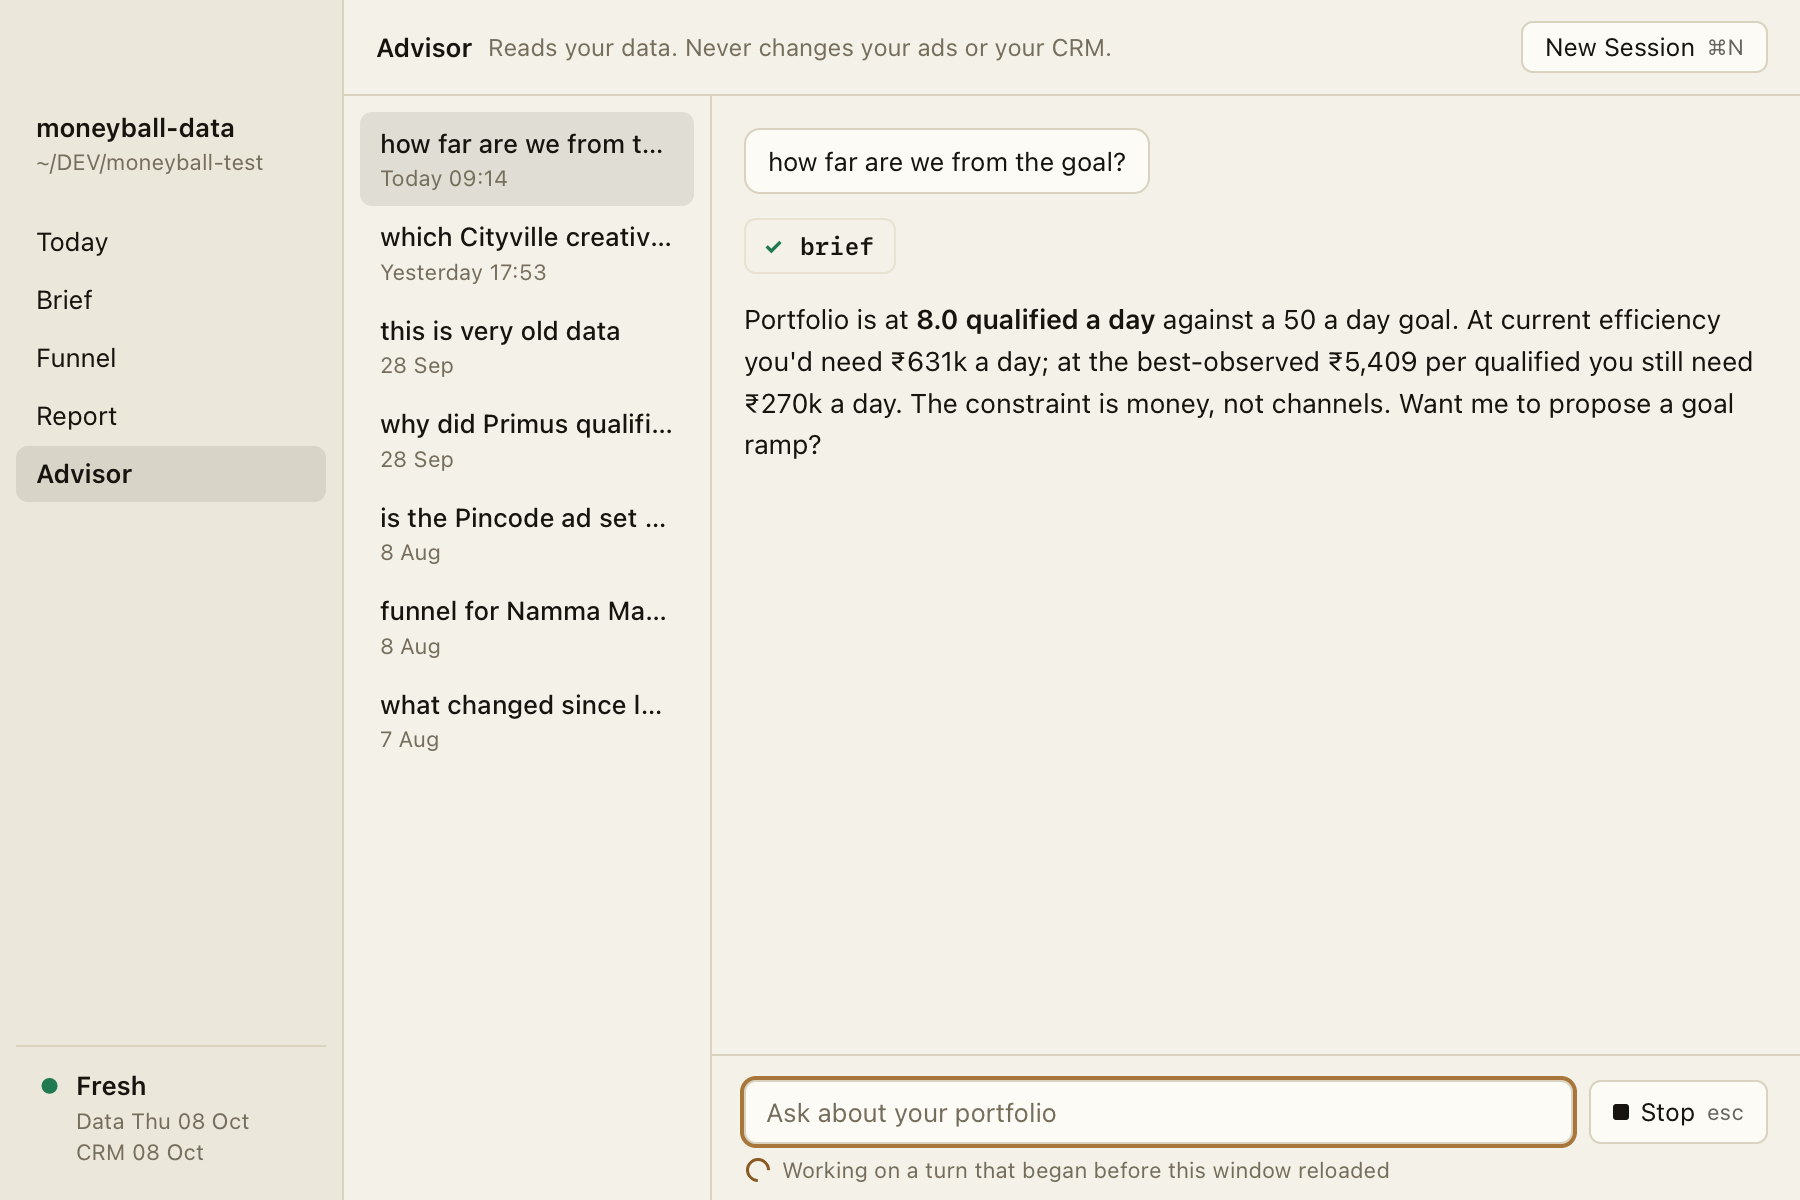 moneyball-data
~/DEV/moneyball-test
Today
Brief
Funnel
Report
Advisor
Fresh
Data Thu 08 Oct
CRM 08 Oct
Advisor Reads your data. Never changes your ads or your CRM.
New Session ⌘N
how far are we from t...
Today 09:14
which Cityville creativ...
Yesterday 17:53
this is very old data
28 Sep
why did Primus qualifi...
28 Sep
is the Pincode ad set ...
8 Aug
funnel for Namma Ma...
8 Aug
what changed since l...
7 Aug
how far are we from the goal?
brief
Portfolio is at 8.0 qualified a day against a 50 a day goal. At current efficiency
you'd need ₹631k a day; at the best-observed ₹5,409 per qualified you still need
₹270k a day. The constraint is money, not channels. Want me to propose a goal
ramp?
Ask about your portfolio
Stop esc
Working on a turn that began before this window reloaded